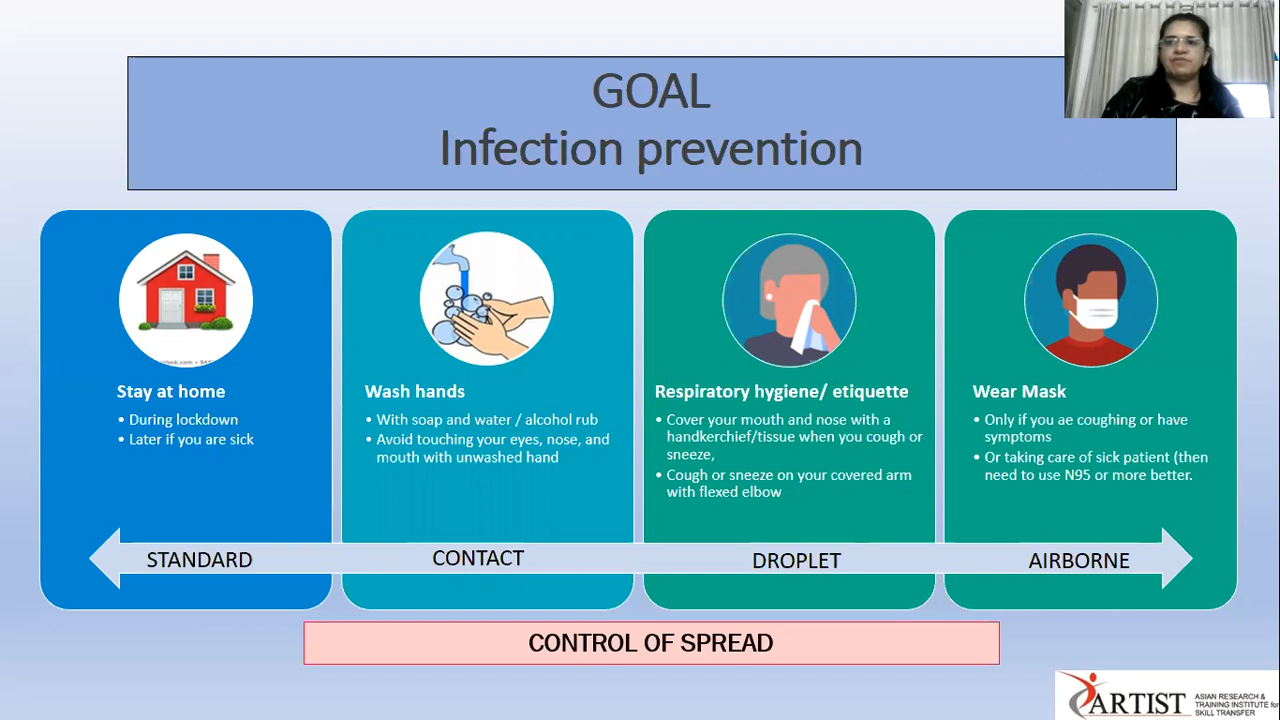 GOAL
Infection prevention
Stay at home
• During lockdown
• Later if you are sick
Wash hands
• With soap and water / alcohol rub
• Avoid touching your eyes, nose, and
mouth with unwashed hand
Respiratory hygiene/ etiquette
• Cover your mouth and nose with a
handkerchief/tissue when you cough or
sneeze,
• Cough or sneeze on your covered arm
with flexed elbow
Wear Mask
• Only if you ae coughing or have
symptoms
• Or taking care of sick patient (then
need to use N95 or more better.
STANDARD
CONTACT
DROPLET
AIRBORNE
CONTROL OF SPREAD
ARTIST
ASIAN RESEARCH &
TRAINING INSTITUTE for
SKILL TRANSFER